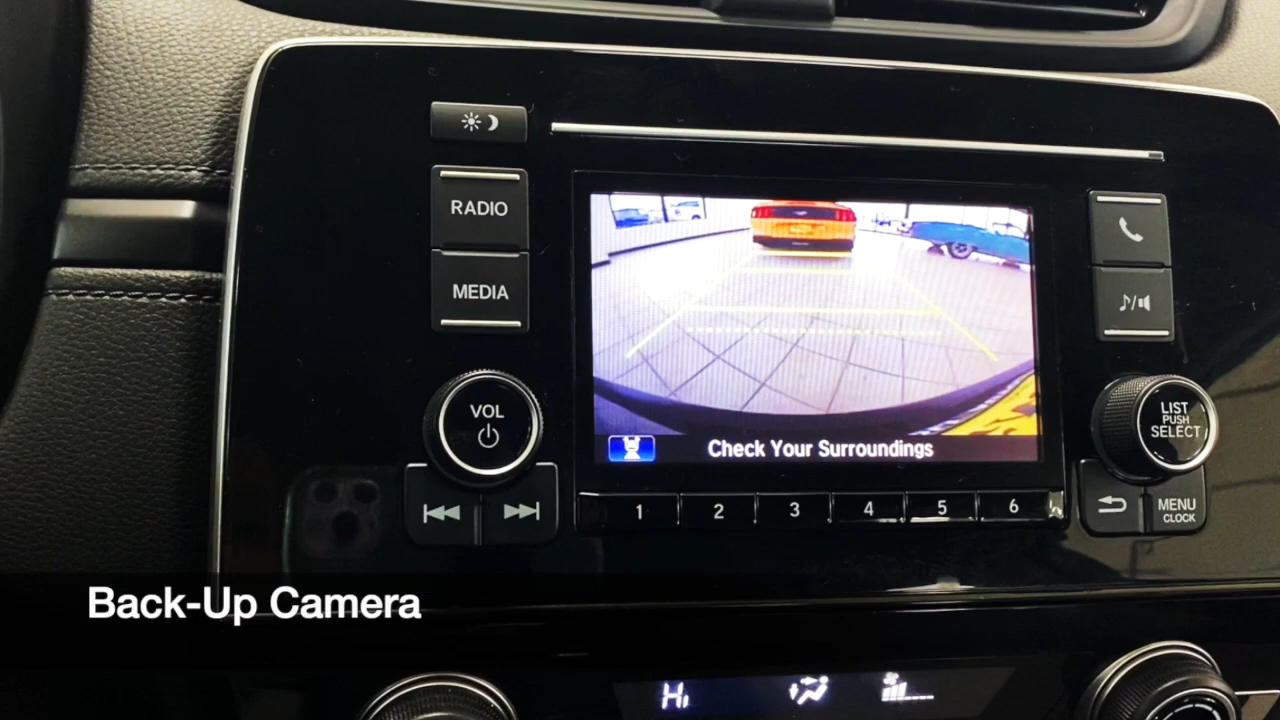 RADIO
MEDIA
VOL
LIST
PUSH
SELECT
Check Your Surroundings
1 2 3 4 5 6
MENU
CLOCK
Back-Up Camera
Hi